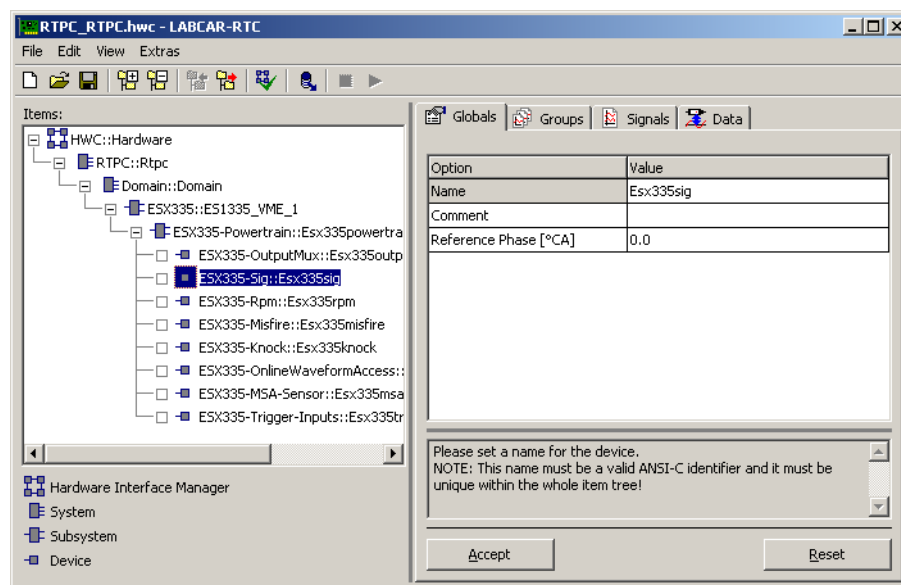 RTPC_RTPC.hwc - LABCAR-RTC
File Edit View Extras
Items:
HWC::Hardware
RTPC::Rtpc
Domain::Domain
ESX335::ES1335_VME_1
ESX335-Powertrain::Esx335powertra
ESX335-OutputMux::Esx335outp
ESX335-Sig::Esx335sig
ESX335-Rpm::Esx335rpm
ESX335-Misfire::Esx335misfire
ESX335-Knock::Esx335knock
ESX335-OnlineWaveformAccess::
ESX335-MSA-Sensor::Esx335msa
ESX335-Trigger-Inputs::Esx335tr
Hardware Interface Manager
System
Subsystem
Device
Globals Groups Signals Data
Option Value
Name Esx335sig
Comment
Reference Phase [°CA] 0.0
Please set a name for the device.
NOTE: This name must be a valid ANSI-C identifier and it must be
unique within the whole item tree!
Accept Reset